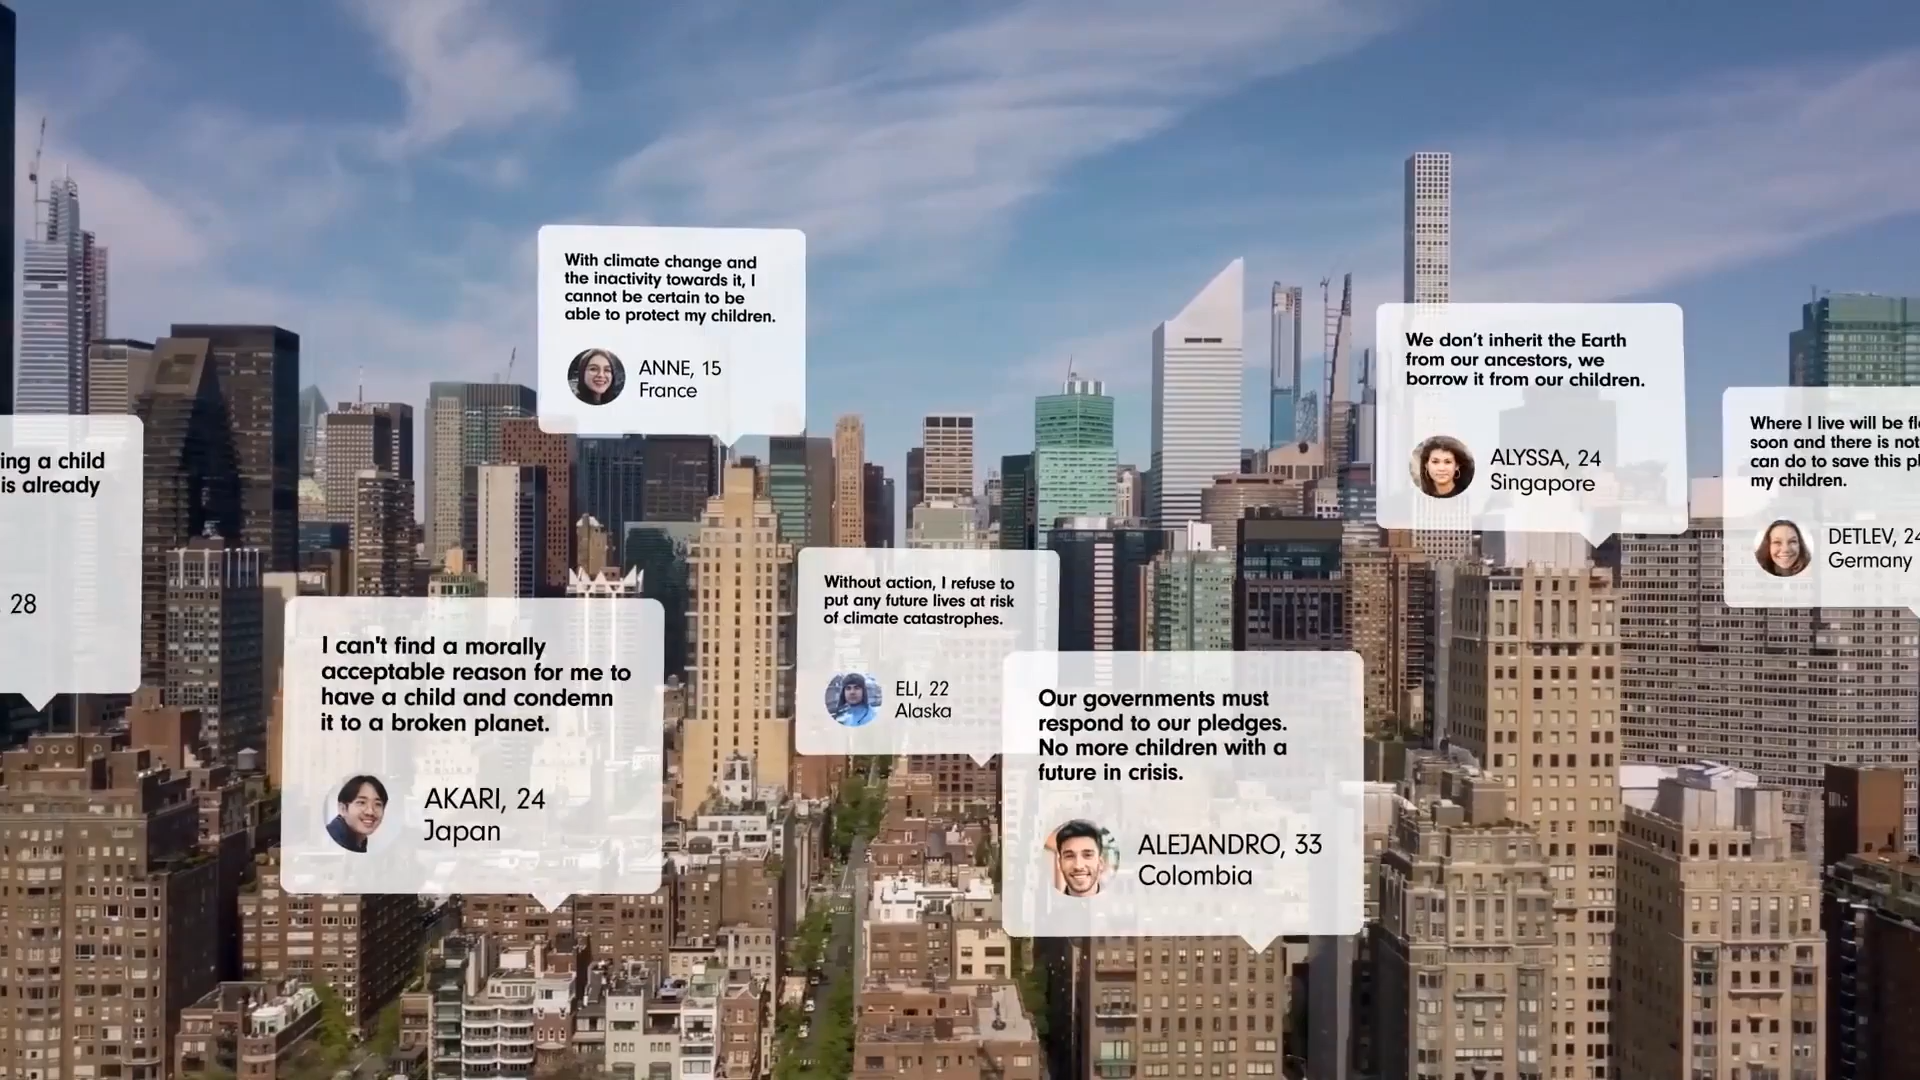 With climate change and
the inactivity towards it, I
cannot be certain to be
able to protect my children.
ANNE, 15
France
We don't inherit the Earth
from our ancestors, we
borrow it from our children.
ALYSSA, 24
Singapore
Where I live will be
soon and there is not
can do to save this
my children.
DETLEV, 24
Germany
a child
is already
28
I can't find a morally
acceptable reason for me to
have a child and condemn
it to a broken planet.
AKARI, 24
Japan
Without action, I refuse to
put any future lives at risk
of climate catastrophes.
ELI, 22
Alaska
Our governments must
respond to our pledges.
No more children with a
future in crisis.
ALEJANDRO, 33
Colombia